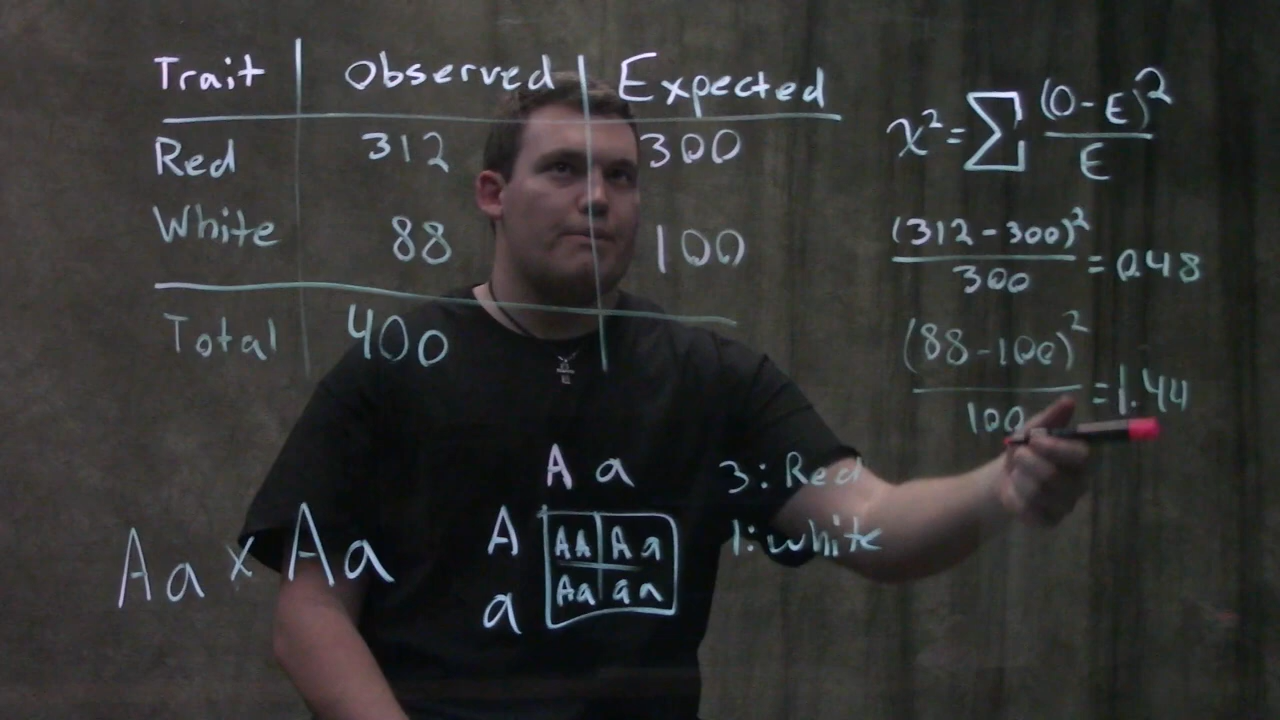 Trait Observed Expected
Red 312 300
White 88 100
Total 400
χ² = ∑ (O-E)² / E
(312-300)² / 300 = 0.48
(88-100)² / 100 = 1.44
Aa x Aa
A a
A AA Aa
a Aa aa
3: Red
1: white